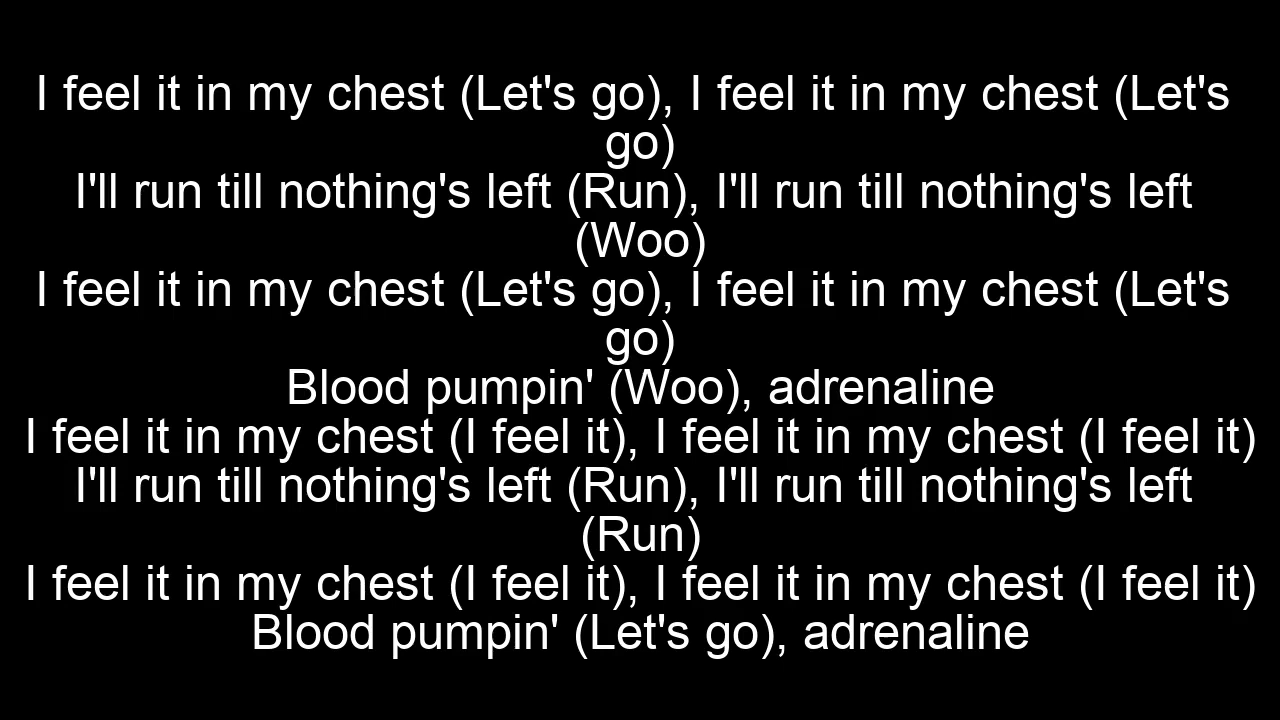 I feel it in my chest (Let's go), I feel it in my chest (Let's
go)
I'll run till nothing's left (Run), I'll run till nothing's left
(Woo)
I feel it in my chest (Let's go), I feel it in my chest (Let's
go)
Blood pumpin' (Woo), adrenaline
I feel it in my chest (I feel it), I feel it in my chest (I feel it)
I'll run till nothing's left (Run), I'll run till nothing's left
(Run)
I feel it in my chest (I feel it), I feel it in my chest (I feel it)
Blood pumpin' (Let's go), adrenaline